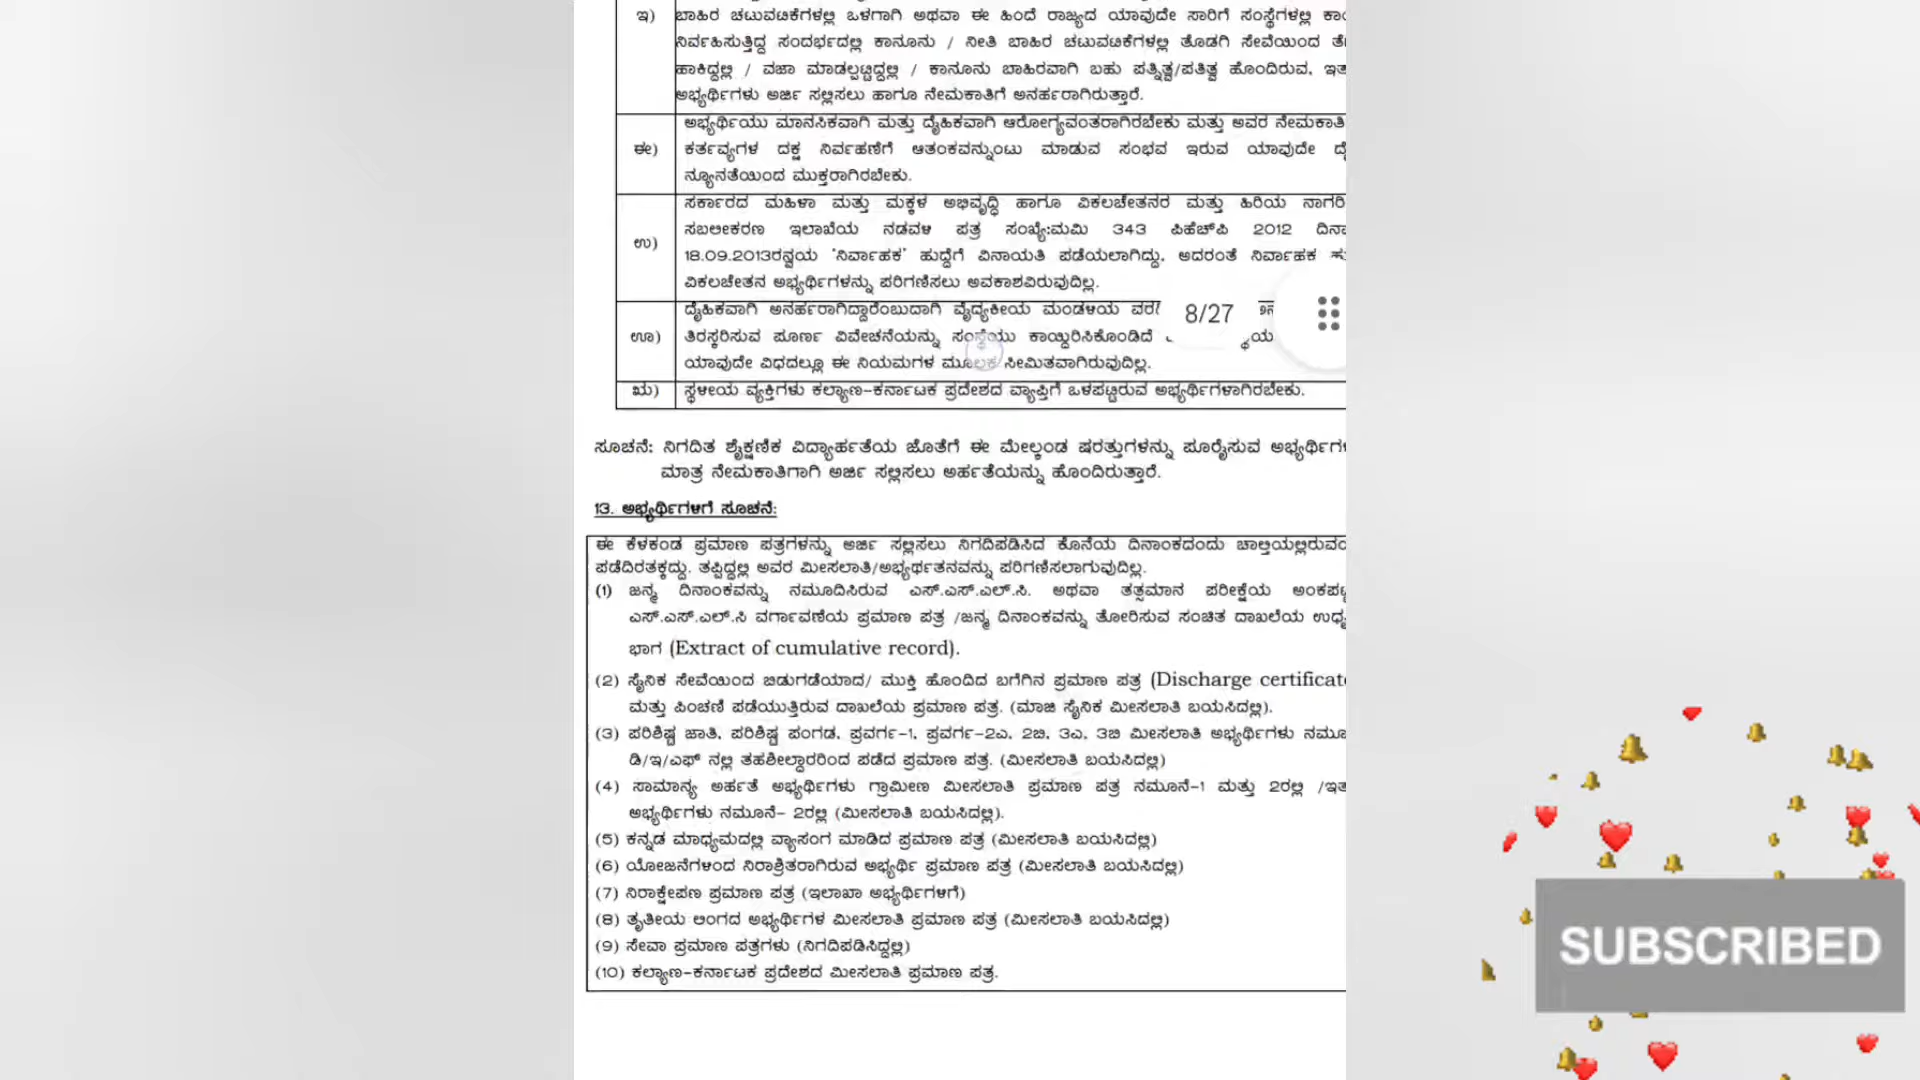 ಇ) ಬಾಹಿರ ಚಟುವಟಿಕೆಗಳಲ್ಲಿ ಒಳಗಾಗಿ ಅಥವಾ ಈ ಹಿಂದೆ ರಾಜ್ಯದ ಯಾವುದೇ ಸಾರಿಗೆ ಸಂಸ್ಥೆಗಳಲ್ಲಿ
ನಿರ್ವಹಿಸುತ್ತಿದ್ದ ಸಂದರ್ಭದಲ್ಲಿ ಕಾನೂನು / ನೀತಿ ಬಾಹಿರ ಚಟುವಟಿಕೆಗಳಲ್ಲಿ ತೊಡಗಿ ಸೇವೆಯಿಂದ
ಹಾಕಿದ್ದಲ್ಲಿ / ವಜಾ ಮಾಡಲ್ಪಟ್ಟಿದ್ದಲ್ಲಿ / ಕಾನೂನು ಬಾಹಿರವಾಗಿ ಬಹು ಪತ್ನಿತ್ವ/ಪತಿತ್ವ ಹೊಂದಿರುವ,
ಅಭ್ಯರ್ಥಿಗಳು ಅರ್ಜಿ ಸಲ್ಲಿಸಲು ಹಾಗೂ ನೇಮಕಾತಿಗೆ ಅನರ್ಹರಾಗಿರುತ್ತಾರೆ.
ಅಭ್ಯರ್ಥಿಯು ಮಾನಸಿಕವಾಗಿ ಮತ್ತು ದೈಹಿಕವಾಗಿ ಆರೋಗ್ಯವಂತರಾಗಿರಬೇಕು ಮತ್ತು ಅವರ ನೇಮಕಾತಿ
ಈ) ಕರ್ತವ್ಯಗಳ ದಕ್ಷ ನಿರ್ವಹಣೆಗೆ ಆತಂಕವನ್ನುಂಟು ಮಾಡುವ ಸಂಭವ ಇರುವ ಯಾವುದೇ
ನ್ಯೂನತೆಯಿಂದ ಮುಕ್ತರಾಗಿರಬೇಕು.
ಸರ್ಕಾರದ ಮಹಿಳಾ ಮತ್ತು ಮಕ್ಕಳ ಅಭಿವೃದ್ಧಿ ಹಾಗೂ ವಿಕಲಚೇತನರ ಮತ್ತು ಹಿರಿಯ ನಾಗರಿ
ಸಬಲೀಕರಣ ಇಲಾಖೆಯ ನಡವಳಿ ಪತ್ರ ಸಂಖ್ಯೆ:ಮಮಿ 343 ಪಿಹೆಚ್‌ಪಿ 2012 ದಿನಾ
ಉ) 18.09.2013ರನ್ವಯ 'ನಿರ್ವಾಹಕ' ಹುದ್ದೆಗೆ ವಿನಾಯತಿ ಪಡೆಯಲಾಗಿದ್ದು, ಅದರಂತೆ ನಿರ್ವಾಹಕ
ವಿಕಲಚೇತನ ಅಭ್ಯರ್ಥಿಗಳನ್ನು ಪರಿಗಣಿಸಲು ಅವಕಾಶವಿರುವುದಿಲ್ಲ.
ದೈಹಿಕವಾಗಿ ಅನರ್ಹರಾಗಿದ್ದಾರೆಂಬುದಾಗಿ ವೈದ್ಯಕೀಯ ಮಂಡಳಿಯ
8/27
ಊ) ತಿರಸ್ಕರಿಸುವ ಪೂರ್ಣ ವಿವೇಚನೆಯನ್ನು ಸಂಸ್ಥೆಯು ಕಾಯ್ದಿರಿಸಿಕೊಂಡಿದೆ
ಯಾವುದೇ ವಿಧದಲ್ಲೂ ಈ ನಿಯಮಗಳ ಮೂಲಕ ಸೀಮಿತವಾಗಿರುವುದಿಲ್ಲ.
ಋ) ಸ್ಥಳೀಯ ವ್ಯಕ್ತಿಗಳು ಕಲ್ಯಾಣ-ಕರ್ನಾಟಕ ಪ್ರದೇಶದ ವ್ಯಾಪ್ತಿಗೆ ಒಳಪಟ್ಟಿರುವ ಅಭ್ಯರ್ಥಿಗಳಾಗಿರಬೇಕು.
ಸೂಚನೆ: ನಿಗದಿತ ಶೈಕ್ಷಣಿಕ ವಿದ್ಯಾರ್ಹತೆಯ ಜೊತೆಗೆ ಈ ಮೇಲ್ಕಂಡ ಷರತ್ತುಗಳನ್ನು ಪೂರೈಸುವ
ಮಾತ್ರ ನೇಮಕಾತಿಗಾಗಿ ಅರ್ಜಿ ಸಲ್ಲಿಸಲು ಅರ್ಹತೆಯನ್ನು ಹೊಂದಿರುತ್ತಾರೆ.
13. ಅಭ್ಯರ್ಥಿಗಳಿಗೆ ಸೂಚನೆ:
ಈ ಕೆಳಕಂಡ ಪ್ರಮಾಣ ಪತ್ರಗಳನ್ನು ಅರ್ಜಿ ಸಲ್ಲಿಸಲು ನಿಗದಿಪಡಿಸಿದ ಕೊನೆಯ ದಿನಾಂಕದಂದು
ಪಡೆದಿರತಕ್ಕದ್ದು. ತಪ್ಪಿದ್ದಲ್ಲಿ ಅವರ ಮೀಸಲಾತಿ/ಅಭ್ಯರ್ಥಿತನವನ್ನು ಪರಿಗಣಿಸಲಾಗುವುದಿಲ್ಲ.
(1) ಜನ್ಮ ದಿನಾಂಕವನ್ನು ನಮೂದಿಸಿರುವ ಎಸ್.ಎಸ್.ಎಲ್.ಸಿ. ಅಥವಾ ತತ್ಸಮಾನ ಪರೀಕ್ಷೆಯ
ಎಸ್.ಎಸ್.ಎಲ್.ಸಿ ವರ್ಗಾವಣೆಯ ಪ್ರಮಾಣ ಪತ್ರ /ಜನ್ಮ ದಿನಾಂಕವನ್ನು ತೋರಿಸುವ ಸಂಚಿತ ದಾಖಲೆಯ
ಭಾಗ (Extract of cumulative record).
(2) ಸೈನಿಕ ಸೇವೆಯಿಂದ ಬಿಡುಗಡೆಯಾದ/ ಮುಕ್ತಿ ಹೊಂದಿದ ಬಗೆಗಿನ ಪ್ರಮಾಣ ಪತ್ರ (Discharge certificate
ಮತ್ತು ಪಿಂಚಣಿ ಪಡೆಯುತ್ತಿರುವ ದಾಖಲೆಯ ಪ್ರಮಾಣ ಪತ್ರ. (ಮಾಜಿ ಸೈನಿಕ ಮೀಸಲಾತಿ ಬಯಸಿದಲ್ಲಿ).
(3) ಪರಿಶಿಷ್ಟ ಜಾತಿ, ಪರಿಶಿಷ್ಟ ಪಂಗಡ, ಪ್ರವರ್ಗ-1, ಪ್ರವರ್ಗ-2ಎ, 2ಬಿ, 3ಎ, 3ಬಿ ಮೀಸಲಾತಿ ಅಭ್ಯರ್ಥಿಗಳು ನಮೂ
ಡಿ/ಇ/ಎಫ್ ನಲ್ಲಿ ತಹಶೀಲ್ದಾರರಿಂದ ಪಡೆದ ಪ್ರಮಾಣ ಪತ್ರ. (ಮೀಸಲಾತಿ ಬಯಸಿದಲ್ಲಿ)
(4) ಸಾಮಾನ್ಯ ಅರ್ಹತೆ ಅಭ್ಯರ್ಥಿಗಳು ಗ್ರಾಮೀಣ ಮೀಸಲಾತಿ ಪ್ರಮಾಣ ಪತ್ರ ನಮೂನೆ-1 ಮತ್ತು 2ರಲ್ಲಿ /ಇತ
ಅಭ್ಯರ್ಥಿಗಳು ನಮೂನೆ- 2ರಲ್ಲಿ (ಮೀಸಲಾತಿ ಬಯಸಿದಲ್ಲಿ).
(5) ಕನ್ನಡ ಮಾಧ್ಯಮದಲ್ಲಿ ವ್ಯಾಸಂಗ ಮಾಡಿದ ಪ್ರಮಾಣ ಪತ್ರ (ಮೀಸಲಾತಿ ಬಯಸಿದಲ್ಲಿ)
(6) ಯೋಜನೆಗಳಿಂದ ನಿರಾಶ್ರಿತರಾಗಿರುವ ಅಭ್ಯರ್ಥಿ ಪ್ರಮಾಣ ಪತ್ರ (ಮೀಸಲಾತಿ ಬಯಸಿದಲ್ಲಿ)
(7) ನಿರಾಕ್ಷೇಪಣ ಪ್ರಮಾಣ ಪತ್ರ (ಇಲಾಖಾ ಅಭ್ಯರ್ಥಿಗಳಿಗೆ)
(8) ತೃತೀಯ ಲಿಂಗದ ಅಭ್ಯರ್ಥಿಗಳ ಮೀಸಲಾತಿ ಪ್ರಮಾಣ ಪತ್ರ (ಮೀಸಲಾತಿ ಬಯಸಿದಲ್ಲಿ)
(9) ಸೇವಾ ಪ್ರಮಾಣ ಪತ್ರಗಳು (ನಿಗದಿಪಡಿಸಿದ್ದಲ್ಲಿ)
(10) ಕಲ್ಯಾಣ-ಕರ್ನಾಟಕ ಪ್ರದೇಶದ ಮೀಸಲಾತಿ ಪ್ರಮಾಣ ಪತ್ರ.
SUBSCRIBED